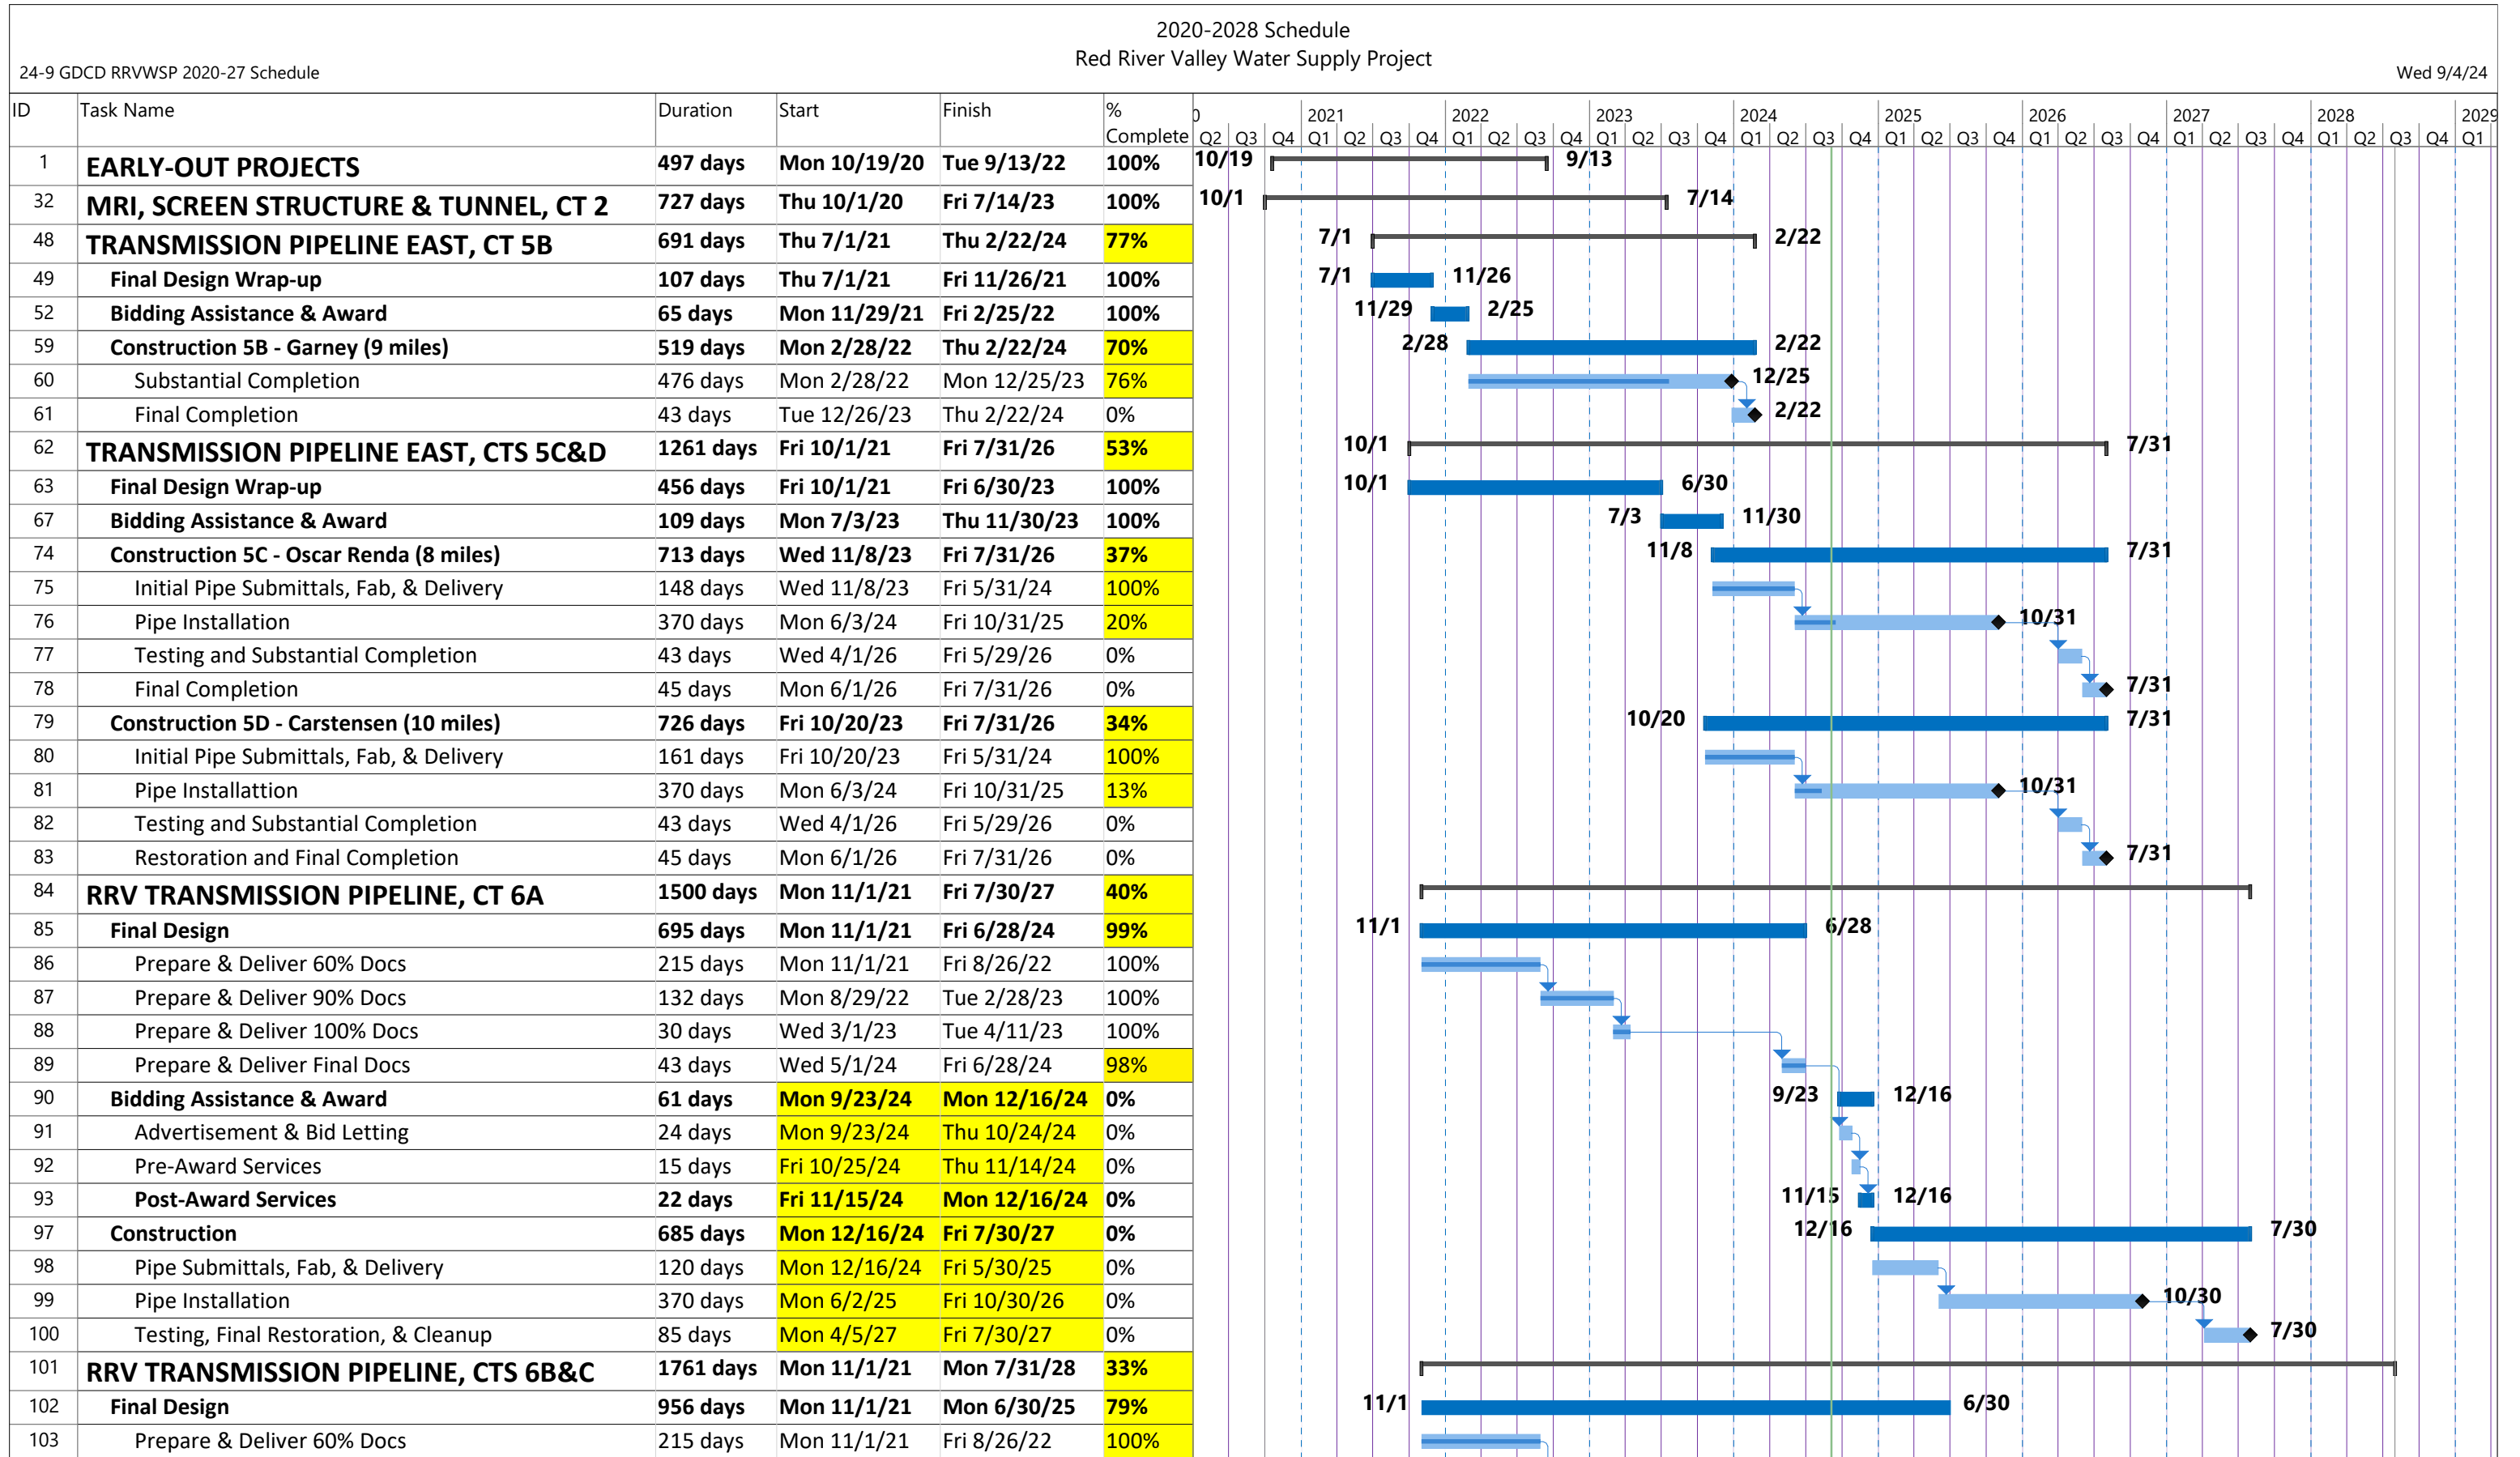 2020-2028 Schedule
Red River Valley Water Supply Project
24-9 GDCD RRVWSP 2020-27 Schedule Wed 9/4/24
ID Task Name Duration Start Finish % Complete 0 2021 2022 2023 2024 2025 2026 2027 2028 2029
Q2 Q3 Q4 Q1 Q2 Q3 Q4 Q1 Q2 Q3 Q4 Q1 Q2 Q3 Q4 Q1 Q2 Q3 Q4 Q1 Q2 Q3 Q4 Q1 Q2 Q3 Q4 Q1 Q2 Q3 Q4 Q1 Q2 Q3 Q4 Q1
1 EARLY-OUT PROJECTS 497 days Mon 10/19/20 Tue 9/13/22 100% 10/19 9/13
32 MRI, SCREEN STRUCTURE & TUNNEL, CT 2 727 days Thu 10/1/20 Fri 7/14/23 100% 10/1 7/14
48 TRANSMISSION PIPELINE EAST, CT 5B 691 days Thu 7/1/21 Thu 2/22/24 77% 7/1 2/22
49 Final Design Wrap-up 107 days Thu 7/1/21 Fri 11/26/21 100% 7/1 11/26
52 Bidding Assistance & Award 65 days Mon 11/29/21 Fri 2/25/22 100% 11/29 2/25
59 Construction 5B - Garney (9 miles) 519 days Mon 2/28/22 Thu 2/22/24 70% 2/28 2/22
60 Substantial Completion 476 days Mon 2/28/22 Mon 12/25/23 76% 12/25
61 Final Completion 43 days Tue 12/26/23 Thu 2/22/24 0% 2/22
62 TRANSMISSION PIPELINE EAST, CTS 5C&D 1261 days Fri 10/1/21 Fri 7/31/26 53% 10/1 7/31
63 Final Design Wrap-up 456 days Fri 10/1/21 Fri 6/30/23 100% 10/1 6/30
67 Bidding Assistance & Award 109 days Mon 7/3/23 Thu 11/30/23 100% 7/3 11/30
74 Construction 5C - Oscar Renda (8 miles) 713 days Wed 11/8/23 Fri 7/31/26 37% 11/8 7/31
75 Initial Pipe Submittals, Fab, & Delivery 148 days Wed 11/8/23 Fri 5/31/24 100%
76 Pipe Installation 370 days Mon 6/3/24 Fri 10/31/25 20% 10/31
77 Testing and Substantial Completion 43 days Wed 4/1/26 Fri 5/29/26 0%
78 Final Completion 45 days Mon 6/1/26 Fri 7/31/26 0% 7/31
79 Construction 5D - Carstensen (10 miles) 726 days Fri 10/20/23 Fri 7/31/26 34% 10/20 7/31
80 Initial Pipe Submittals, Fab, & Delivery 161 days Fri 10/20/23 Fri 5/31/24 100%
81 Pipe Installattion 370 days Mon 6/3/24 Fri 10/31/25 13% 10/31
82 Testing and Substantial Completion 43 days Wed 4/1/26 Fri 5/29/26 0%
83 Restoration and Final Completion 45 days Mon 6/1/26 Fri 7/31/26 0% 7/31
84 RRV TRANSMISSION PIPELINE, CT 6A 1500 days Mon 11/1/21 Fri 7/30/27 40%
85 Final Design 695 days Mon 11/1/21 Fri 6/28/24 99% 11/1 6/28
86 Prepare & Deliver 60% Docs 215 days Mon 11/1/21 Fri 8/26/22 100%
87 Prepare & Deliver 90% Docs 132 days Mon 8/29/22 Tue 2/28/23 100%
88 Prepare & Deliver 100% Docs 30 days Wed 3/1/23 Tue 4/11/23 100%
89 Prepare & Deliver Final Docs 43 days Wed 5/1/24 Fri 6/28/24 98%
90 Bidding Assistance & Award 61 days Mon 9/23/24 Mon 12/16/24 0% 9/23 12/16
91 Advertisement & Bid Letting 24 days Mon 9/23/24 Thu 10/24/24 0%
92 Pre-Award Services 15 days Fri 10/25/24 Thu 11/14/24 0%
93 Post-Award Services 22 days Fri 11/15/24 Mon 12/16/24 0% 11/15 12/16
97 Construction 685 days Mon 12/16/24 Fri 7/30/27 0% 12/16 7/30
98 Pipe Submittals, Fab, & Delivery 120 days Mon 12/16/24 Fri 5/30/25 0%
99 Pipe Installation 370 days Mon 6/2/25 Fri 10/30/26 0% 10/30
100 Testing, Final Restoration, & Cleanup 85 days Mon 4/5/27 Fri 7/30/27 0% 7/30
101 RRV TRANSMISSION PIPELINE, CTS 6B&C 1761 days Mon 11/1/21 Mon 7/31/28 33%
102 Final Design 956 days Mon 11/1/21 Mon 6/30/25 79% 11/1 6/30
103 Prepare & Deliver 60% Docs 215 days Mon 11/1/21 Fri 8/26/22 100%